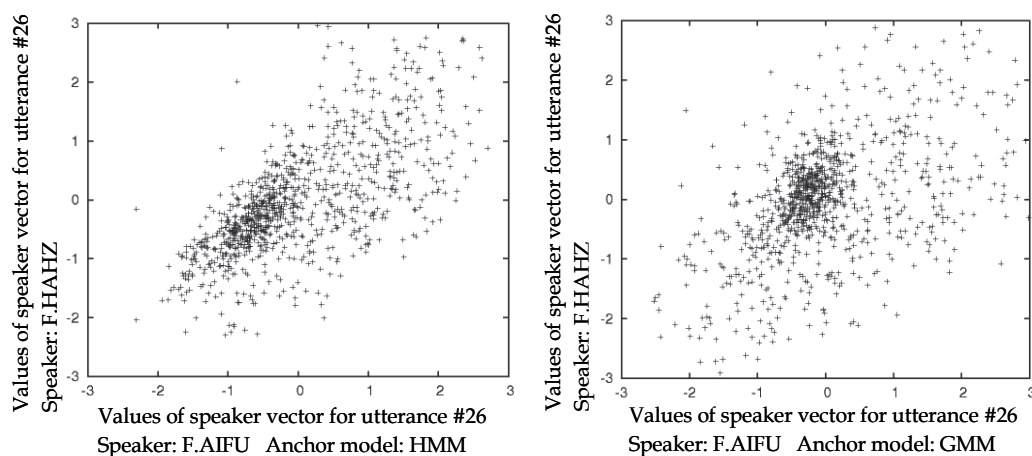 Values of speaker vector for utterance #26
Speaker: F.HAHZ
3
2
1
0
-1
-2
-3
-3 -2 -1 0 1 2 3
Values of speaker vector for utterance #26
Speaker: F.AIFU Anchor model: HMM
Values of speaker vector for utterance #26
Speaker: F.HAHZ
3
2
1
0
-1
-2
-3
-3 -2 -1 0 1 2 3
Values of speaker vector for utterance #26
Speaker: F.AIFU Anchor model: GMM